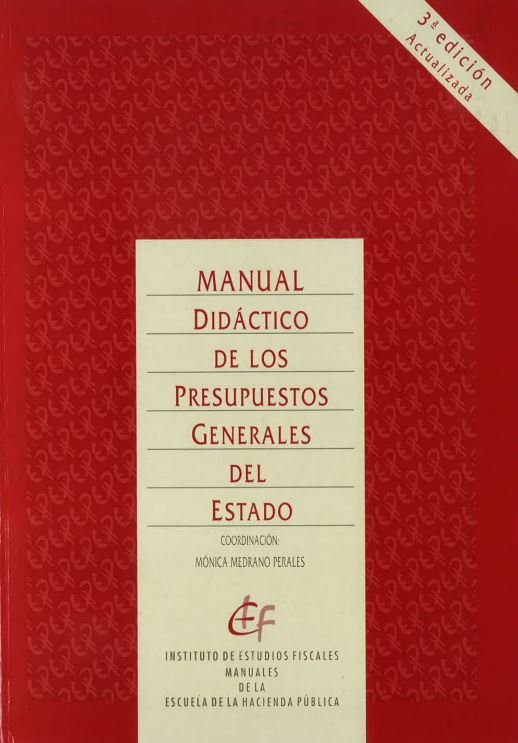 3ª edición
Actualizada
MANUAL
DIDÁCTICO
DE LOS
PRESUPUESTOS
GENERALES
DEL
ESTADO
COORDINACIÓN:
MÓNICA MEDRANO PERALES
INSTITUTO DE ESTUDIOS FISCALES
MANUALES
DE LA
ESCUELA DE LA HACIENDA PÚBLICA